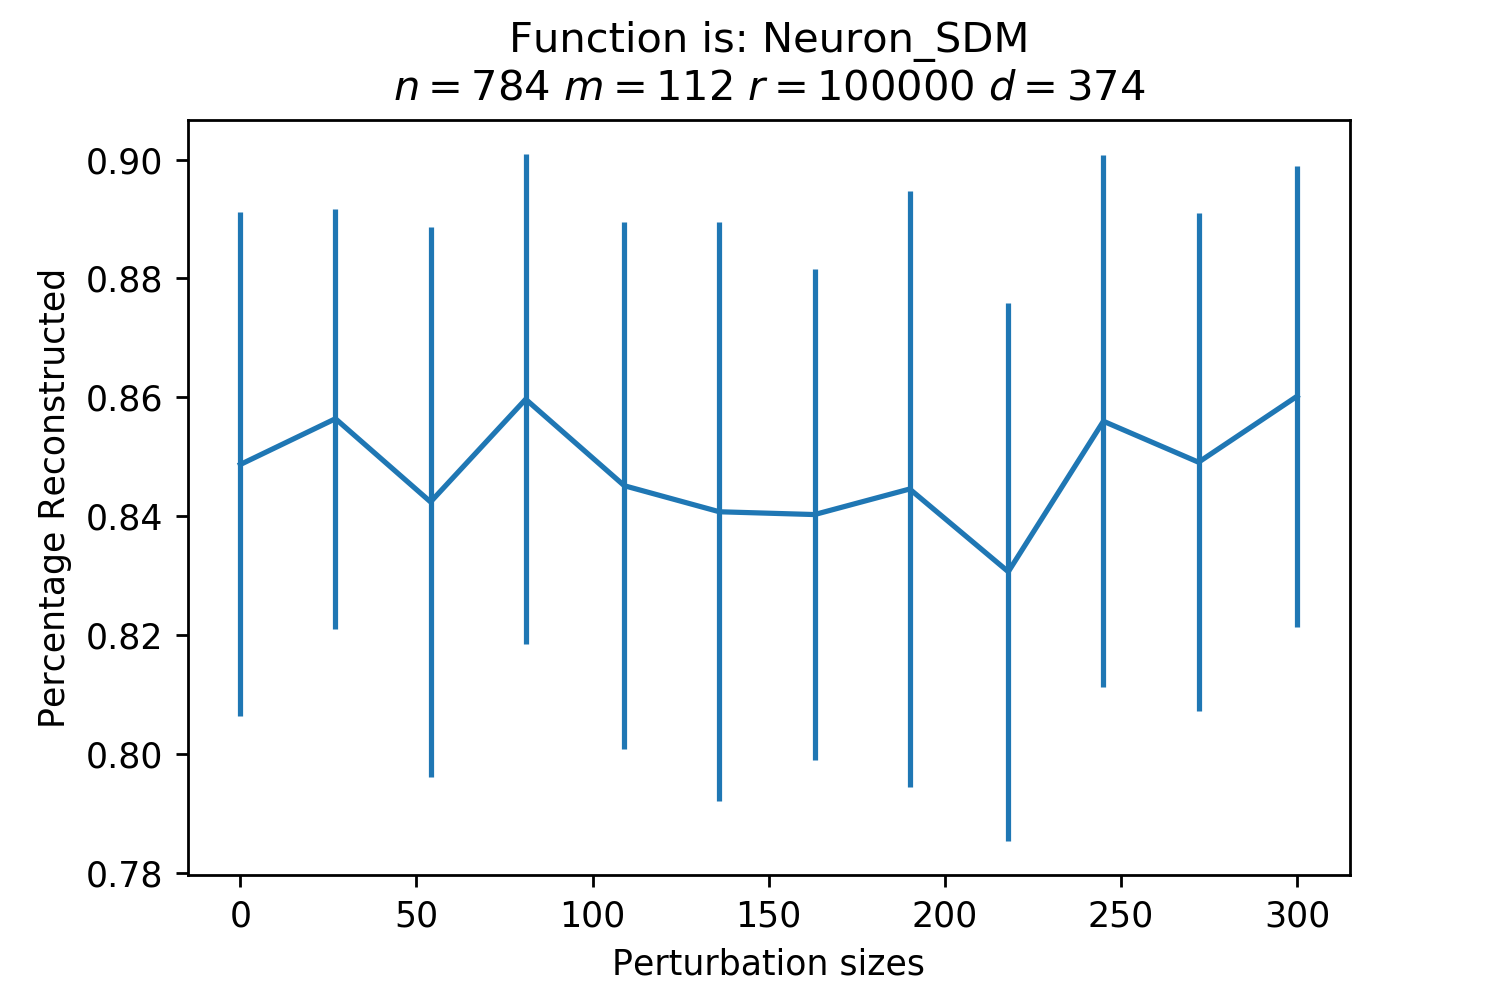 Function is: Neuron_SDM
n = 784 m = 112 r = 100000 d = 374
Percentage Reconstructed
0.90
0.88
0.86
0.84
0.82
0.80
0.78
0 50 100 150 200 250 300
Perturbation sizes